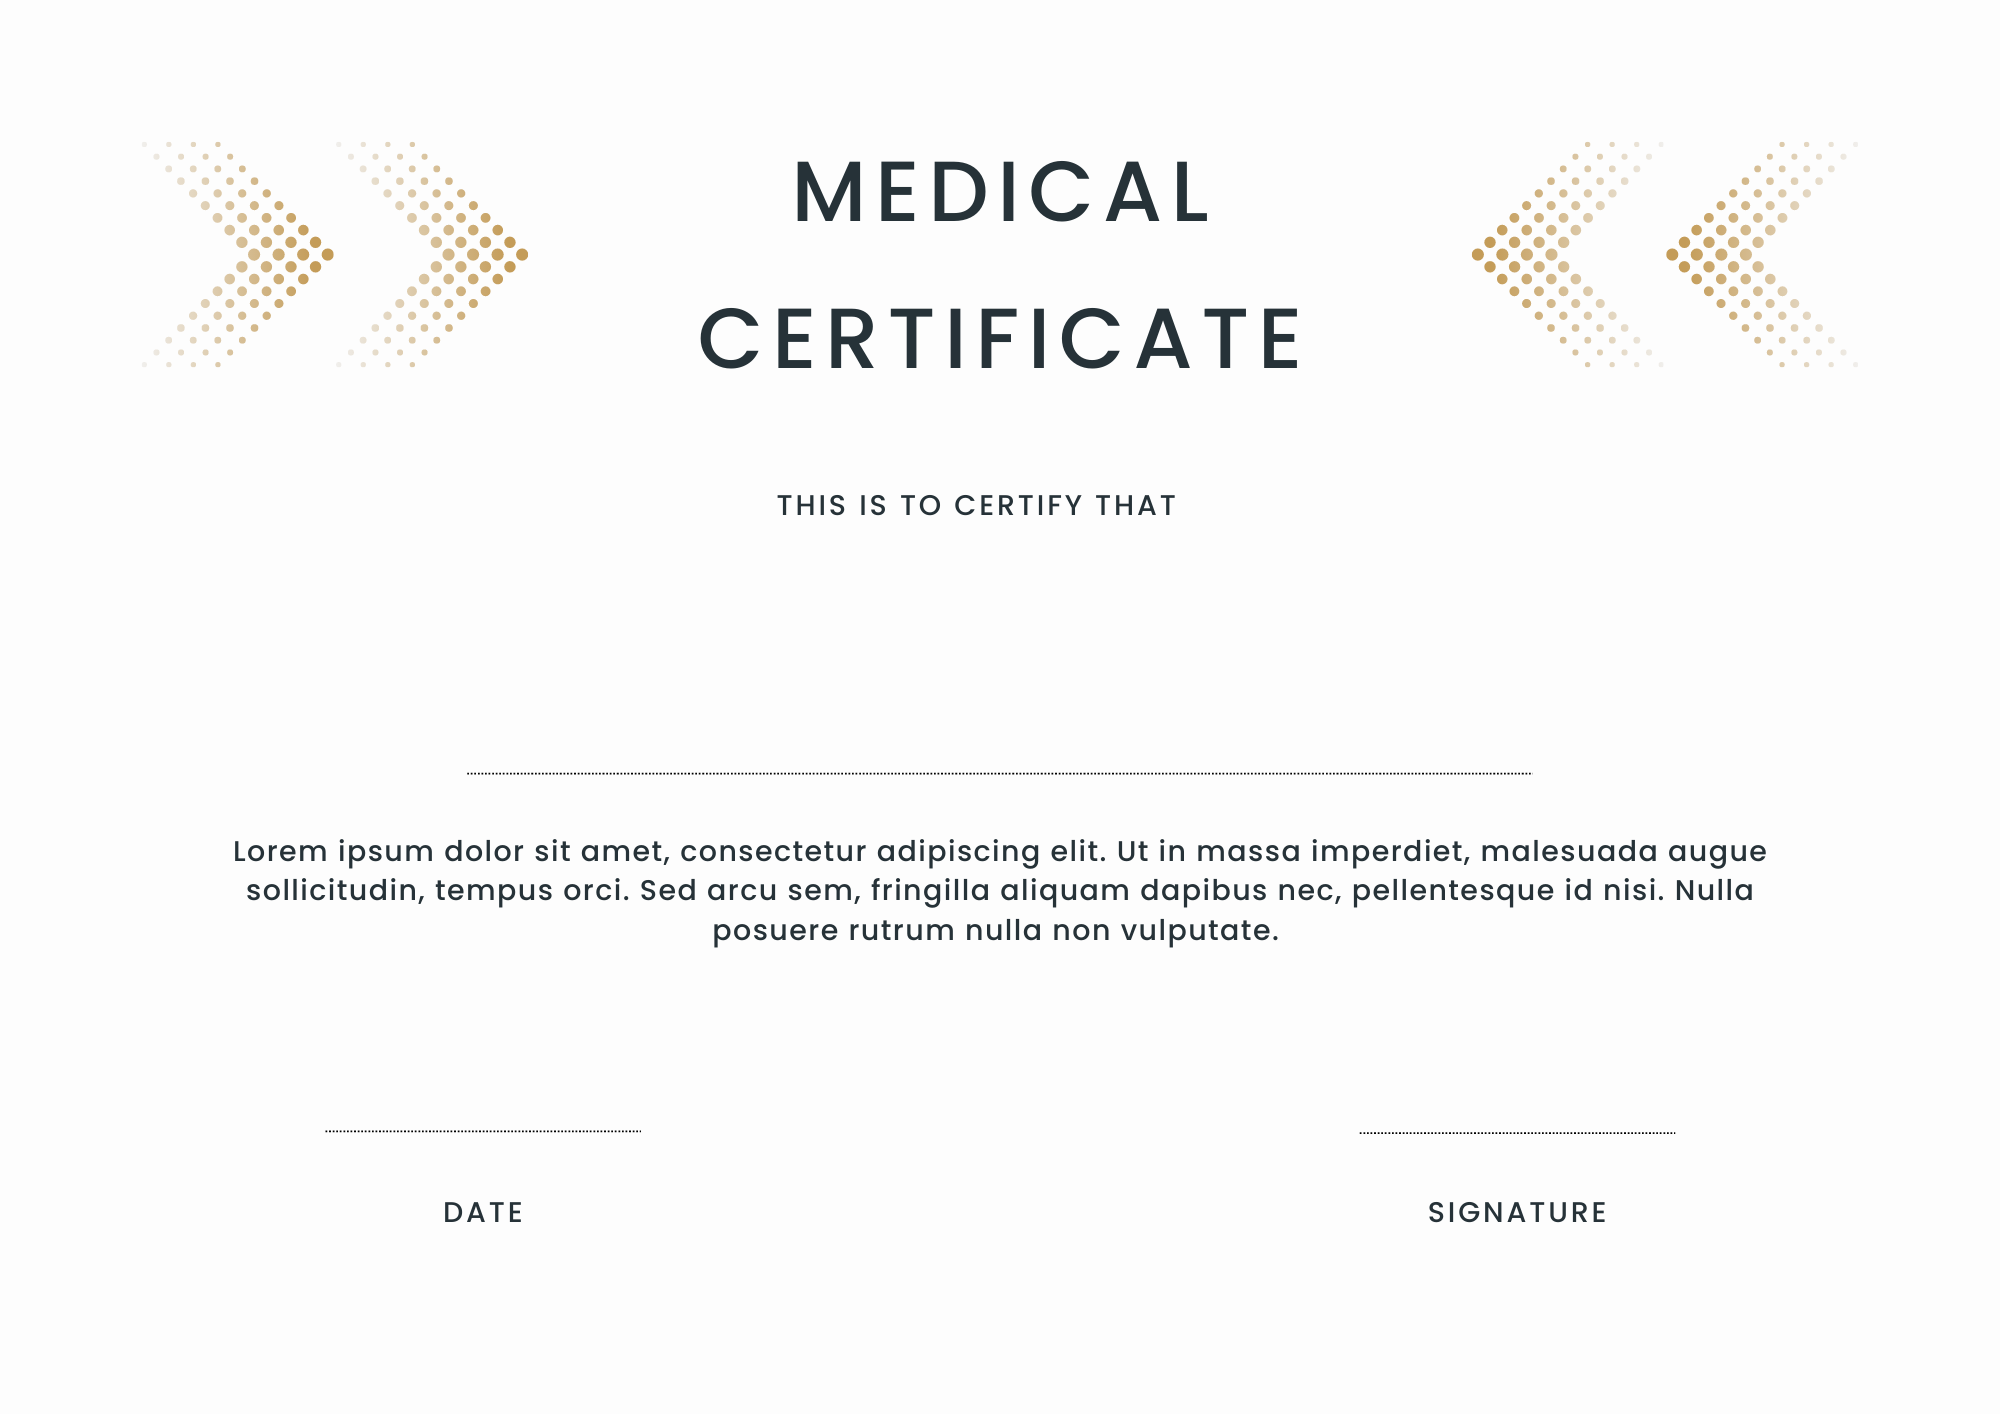 MEDICAL
CERTIFICATE
THIS IS TO CERTIFY THAT
Lorem ipsum dolor sit amet, consectetur adipiscing elit. Ut in massa imperdiet, malesuada augue
sollicitudin, tempus orci. Sed arcu sem, fringilla aliquam dapibus nec, pellentesque id nisi. Nulla
posuere rutrum nulla non vulputate.
DATE
SIGNATURE